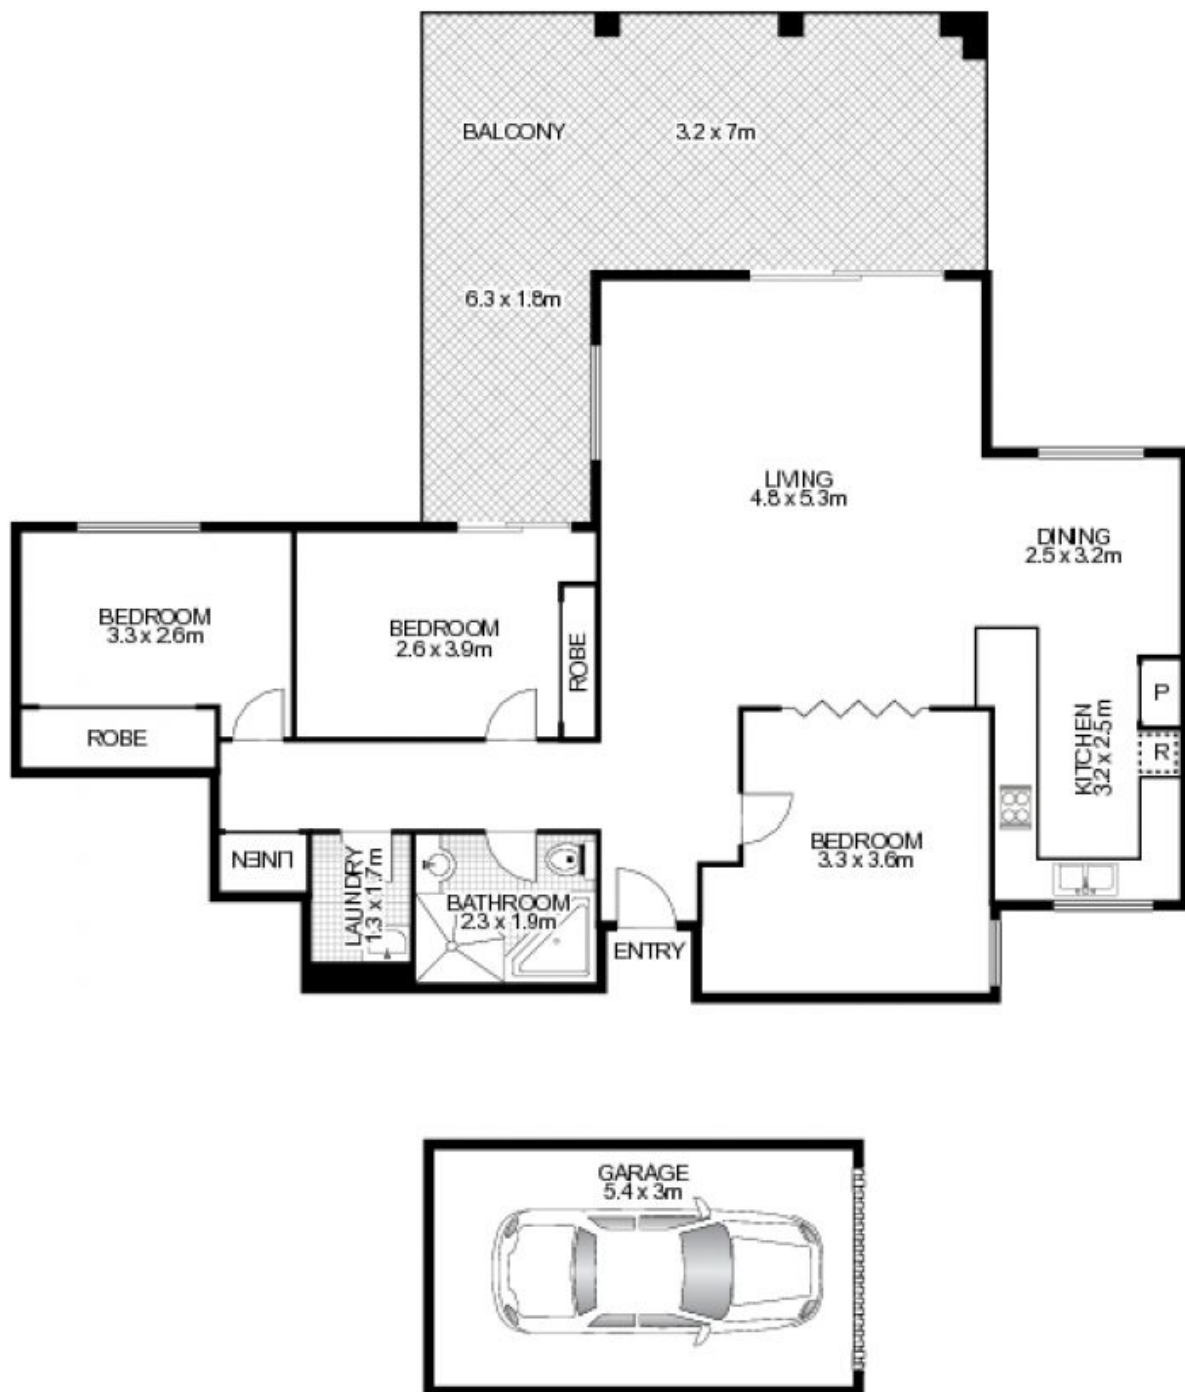 BALCONY
3.2 x 7m
6.3 x 1.8m
LIVING
4.8 x 5.3m
DINING
2.5 x 3.2m
BEDROOM
3.3 x 2.6m
BEDROOM
2.6 x 3.9m
ROBE
ROBE
P
R
KITCHEN
3.2 x 2.5m
BEDROOM
3.3 x 3.6m
LINEN
LAUNDRY
1.3 x 1.7m
BATHROOM
2.3 x 1.9m
ENTRY
GARAGE
5.4 x 3m